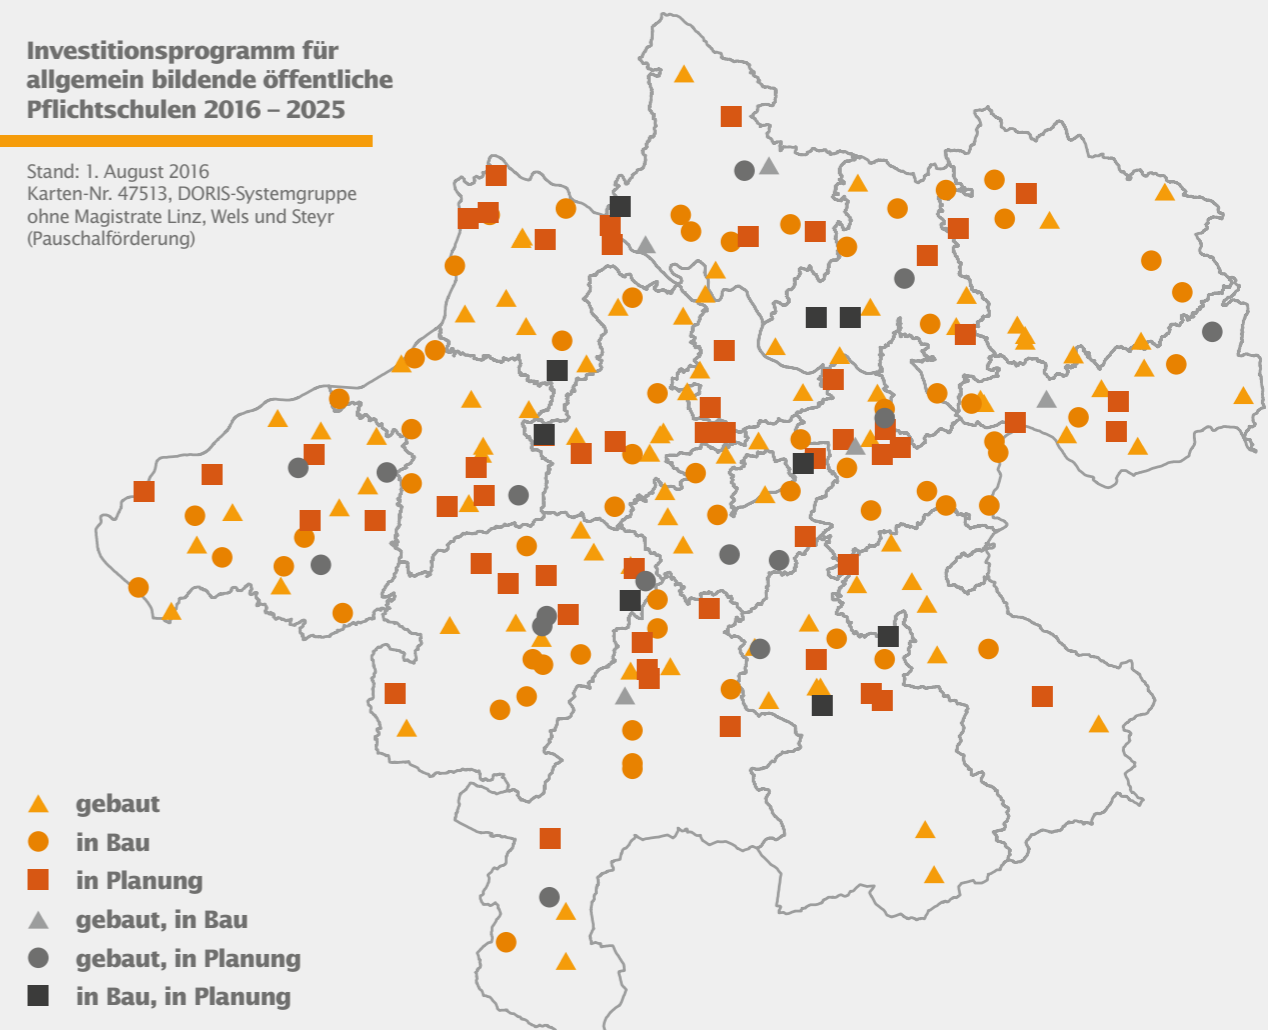 Investitionsprogramm für
allgemein bildende öffentliche
Pflichtschulen 2016 – 2025
Stand: 1. August 2016
Karten-Nr. 47513, DORIS-Systemgruppe
ohne Magistrate Linz, Wels und Steyr
(Pauschalförderung)
gebaut
in Bau
in Planung
gebaut, in Bau
gebaut, in Planung
in Bau, in Planung